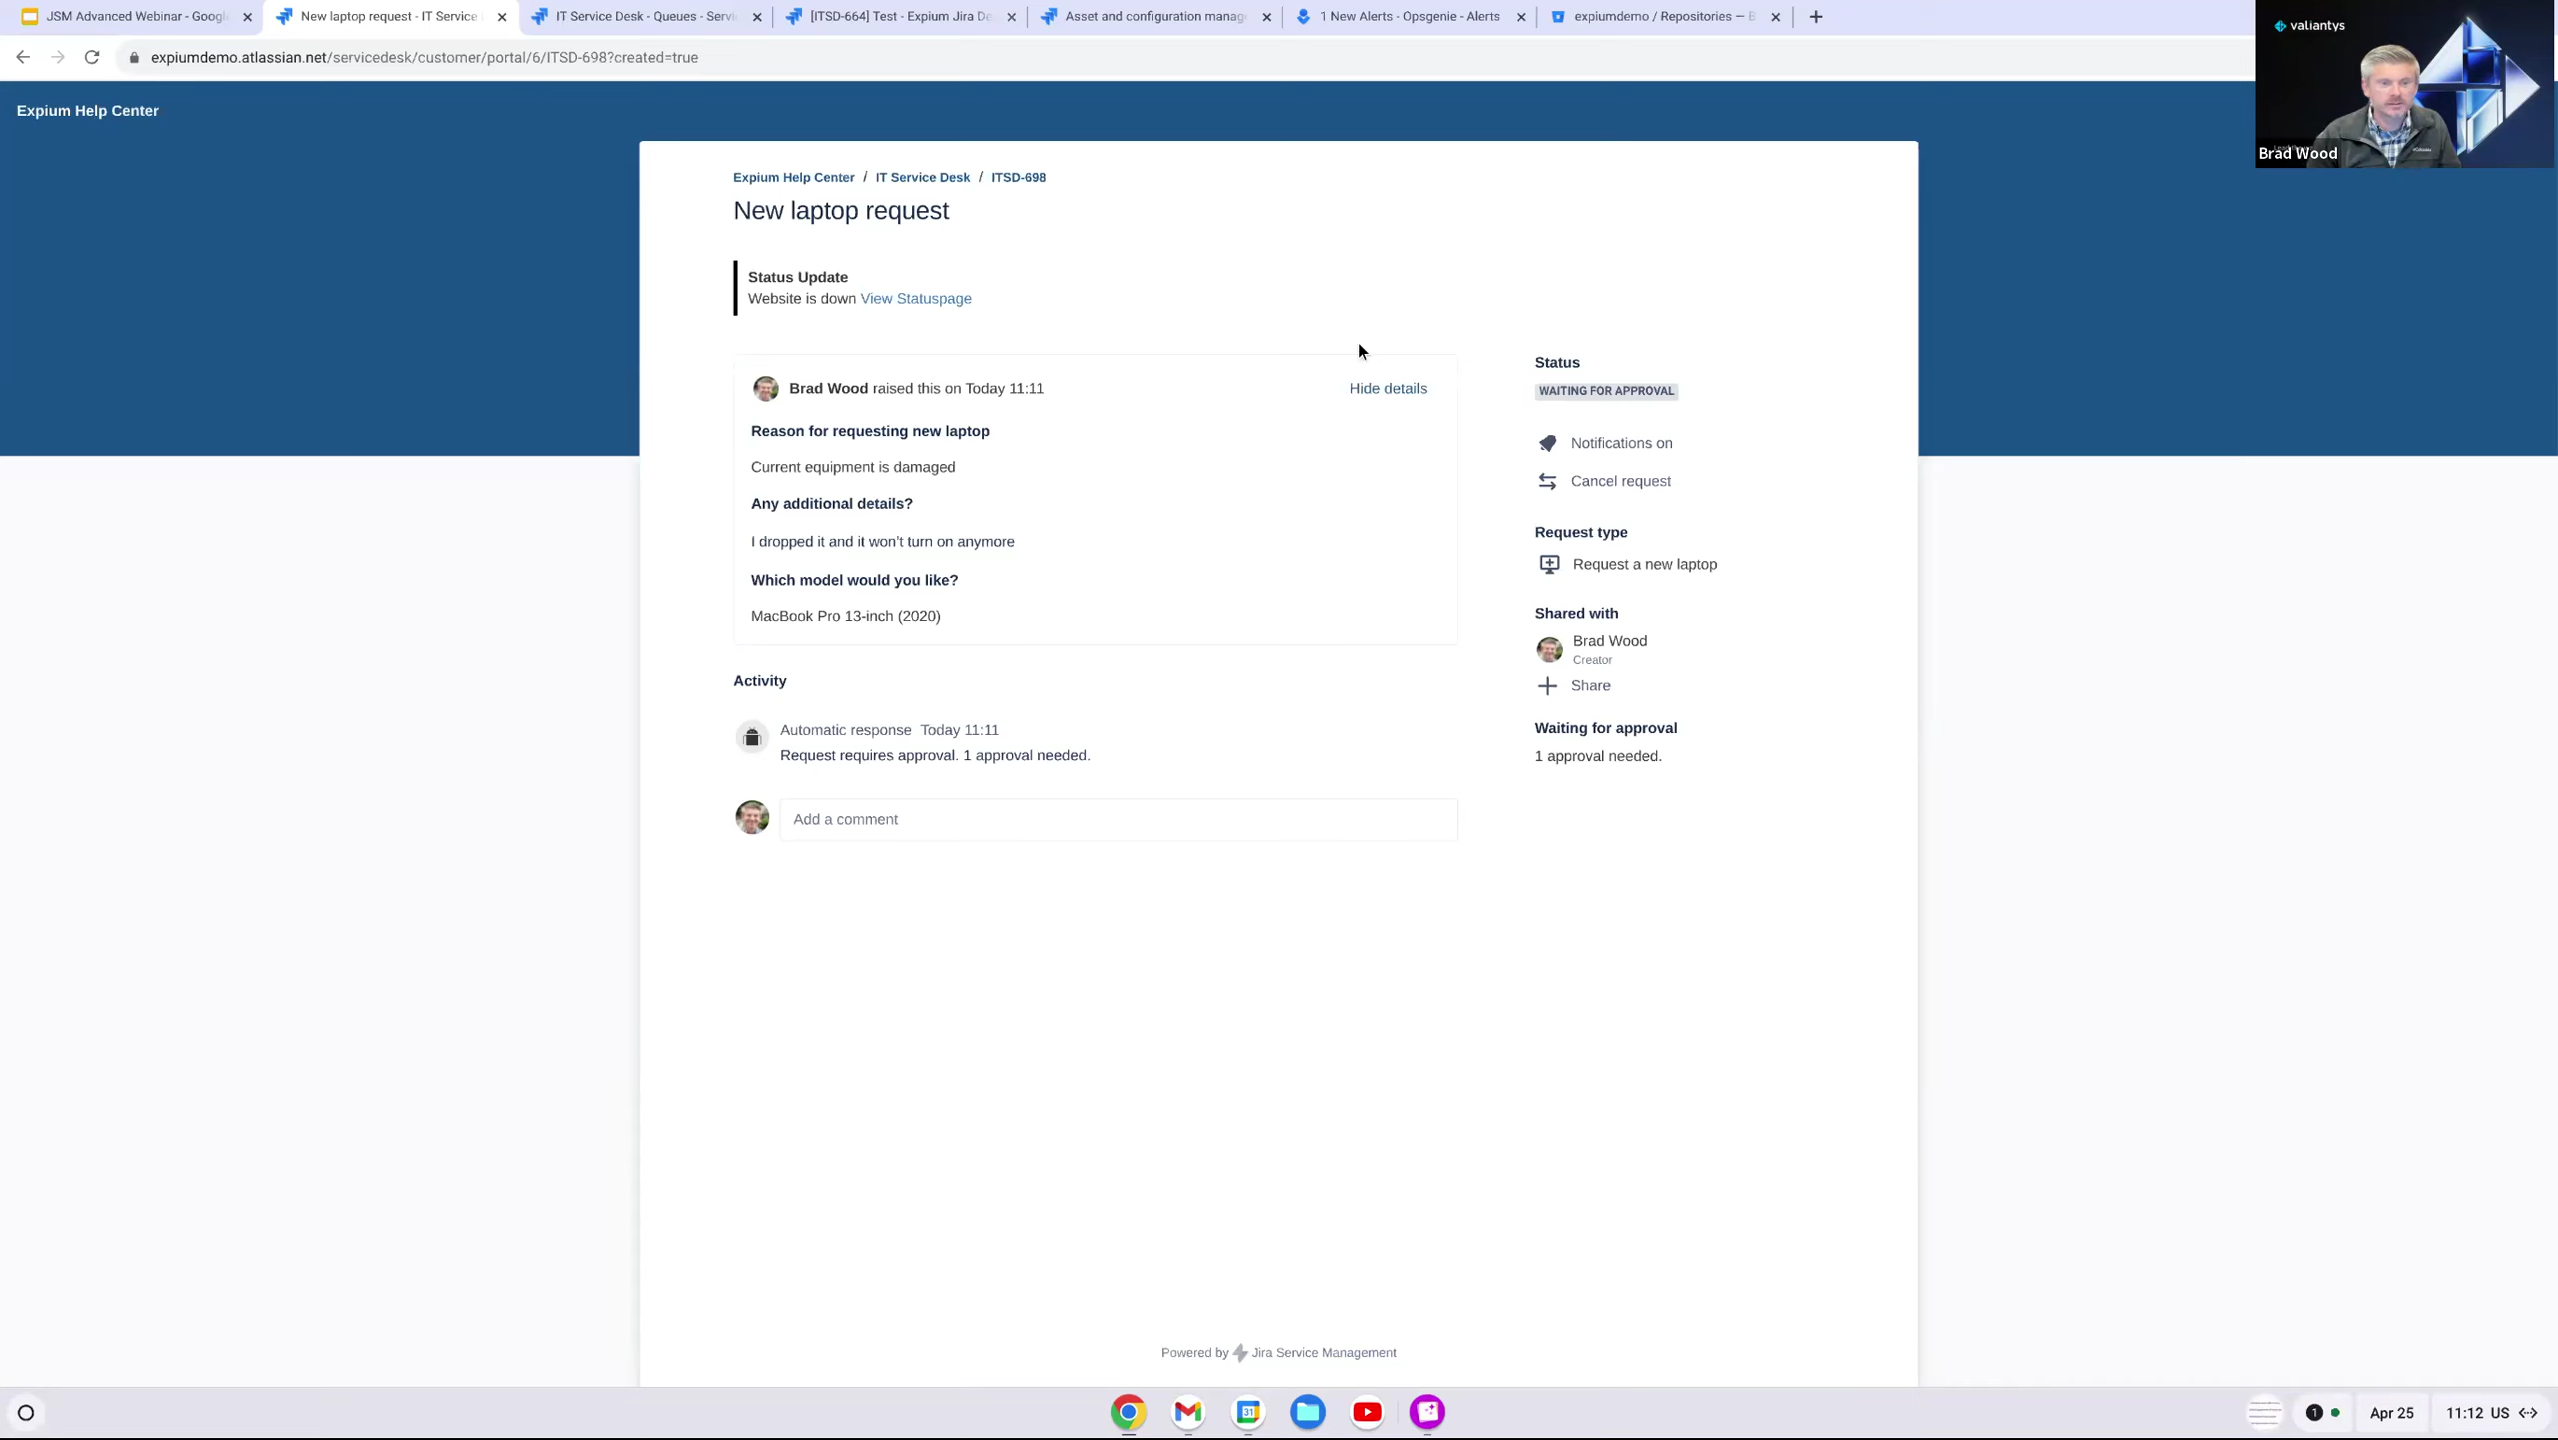 JSM Advanced Webinar - Googl
New laptop request - IT Service
IT Service Desk - Queues - Servi
[ITSD-664] Test - Expium Jira De
Asset and configuration manag
1 New Alerts - Opsgenie - Alerts
expiumdemo / Repositories — B
expiumdemo.atlassian.net/servicedesk/customer/portal/6/ITSD-698?created=true
valiantys
Brad Wood
Expium Help Center
Expium Help Center / IT Service Desk / ITSD-698
New laptop request
Status Update
Website is down View Statuspage
Brad Wood raised this on Today 11:11
Hide details
Reason for requesting new laptop
Current equipment is damaged
Any additional details?
I dropped it and it won't turn on anymore
Which model would you like?
MacBook Pro 13-inch (2020)
Activity
Automatic response Today 11:11
Request requires approval. 1 approval needed.
Add a comment
Status
WAITING FOR APPROVAL
Notifications on
Cancel request
Request type
Request a new laptop
Shared with
Brad Wood
Creator
Share
Waiting for approval
1 approval needed.
Powered by Jira Service Management
31
1
Apr 25
11:12 US